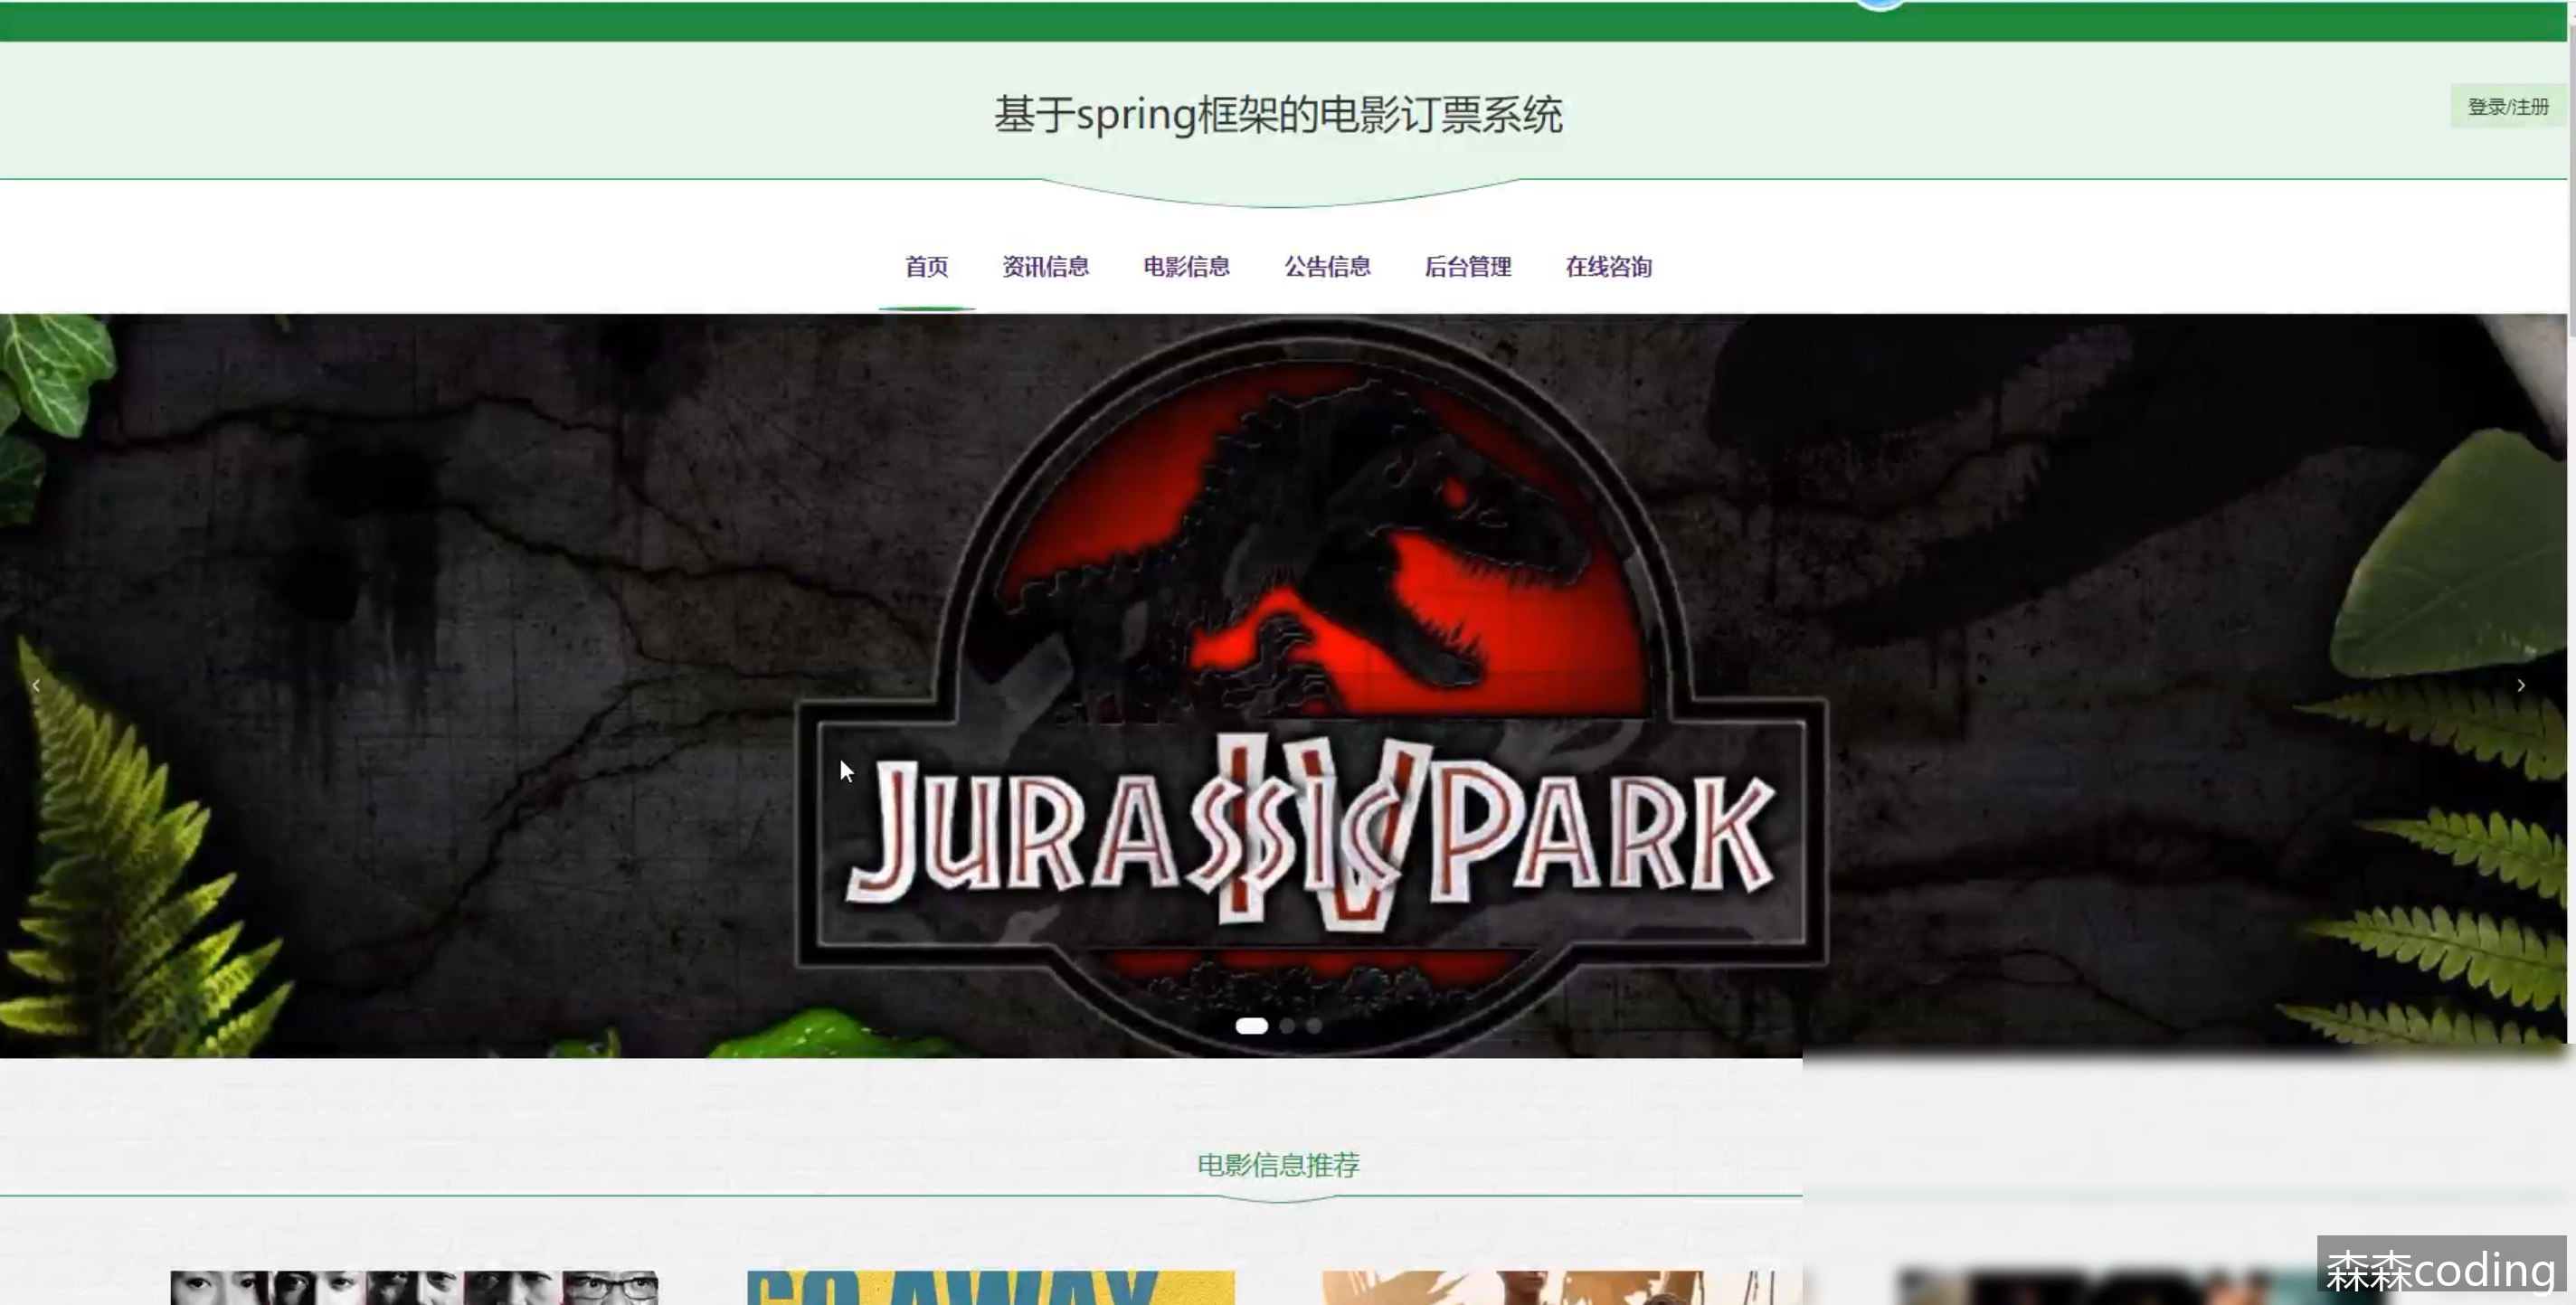 基于spring框架的电影订票系统
登录/注册
首页 资讯信息 电影信息 公告信息 后台管理 在线咨询
JURASSIC PARK
IV
电影信息推荐
GO AWAY
森森coding